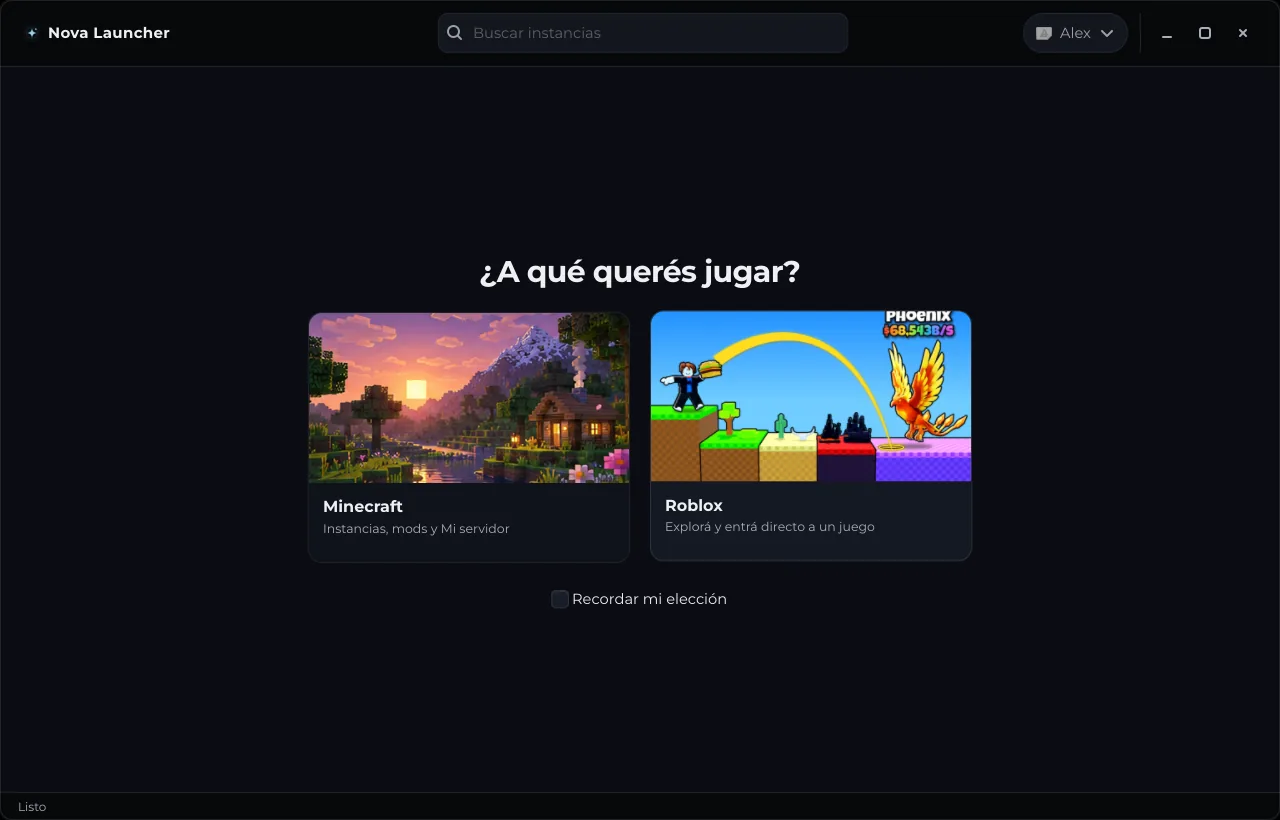 Nova Launcher
Buscar instancias
Alex
¿A qué querés jugar?
PHOENIX
$68.543B/S
Minecraft
Instancias, mods y Mi servidor
Roblox
Explorá y entrá directo a un juego
Recordar mi elección
Listo